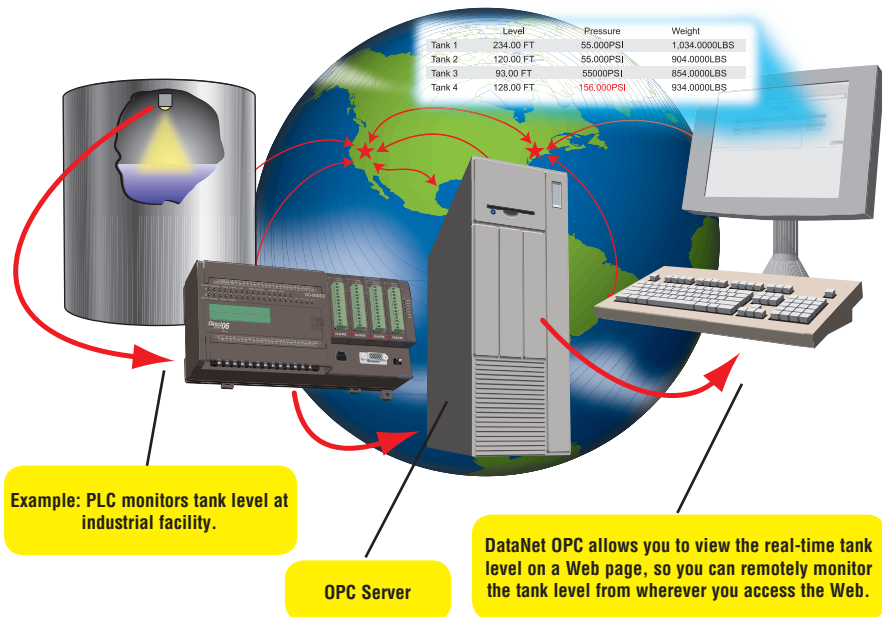 Level Pressure Weight
Tank 1 234.00 FT 55.000PSI 1,034.0000LBS
Tank 2 120.00 FT 55.000PSI 904.0000LBS
Tank 3 93.00 FT 55000PSI 854.0000LBS
Tank 4 128.00 FT 156.000PSI 934.0000LBS
Direct 06
Example: PLC monitors tank level at
industrial facility.
OPC Server
DataNet OPC allows you to view the real-time tank
level on a Web page, so you can remotely monitor
the tank level from wherever you access the Web.